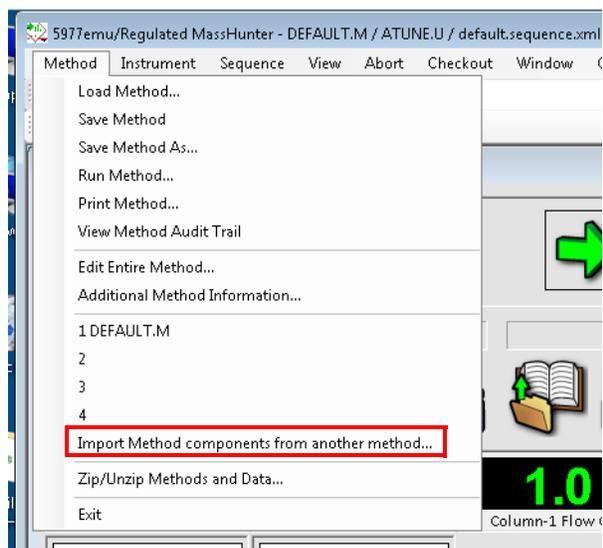 5977emu/Regulated MassHunter - DEFAULT.M / ATUNE.U / default.sequence.xml
Method Instrument Sequence View Abort Checkout Window
Load Method...
Save Method
Save Method As...
Run Method...
Print Method...
View Method Audit Trail
Edit Entire Method...
Additional Method Information...
1 DEFAULT.M
2
3
4
Import Method components from another method...
Zip/Unzip Methods and Data...
Exit
1.0
Column-1 Flow